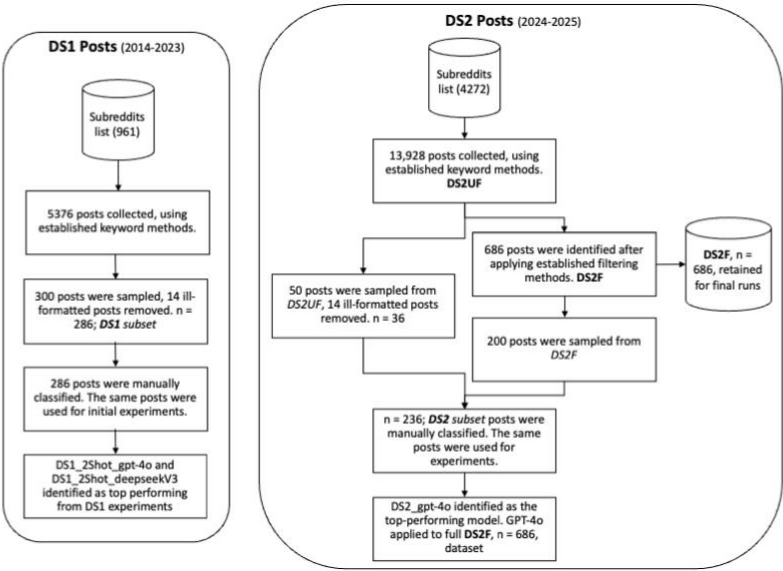 DS1 Posts (2014-2023)
Subreddits
list (961)
5376 posts collected, using
established keyword methods.
300 posts were sampled, 14 ill-
formatted posts removed. n =
286; DS1 subset
286 posts were manually
classified. The same posts were
used for initial experiments.
DS1_2Shot_gpt-4o and
DS1_2Shot_deepseekV3
identified as top performing
from DS1 experiments
DS2 Posts (2024-2025)
Subreddits
list (4272)
13,928 posts collected, using
established keyword methods.
DS2UF
50 posts were sampled from
DS2UF, 14 ill-formatted posts
removed. n = 36
686 posts were identified after
applying established filtering
methods. DS2F
DS2F, n =
686, retained
for final runs
200 posts were sampled from
DS2F
n = 236; DS2 subset posts were
manually classified. The same
posts were used for
experiments.
DS2_gpt-4o identified as the
top-performing model. GPT-4o
applied to full DS2F, n = 686,
dataset